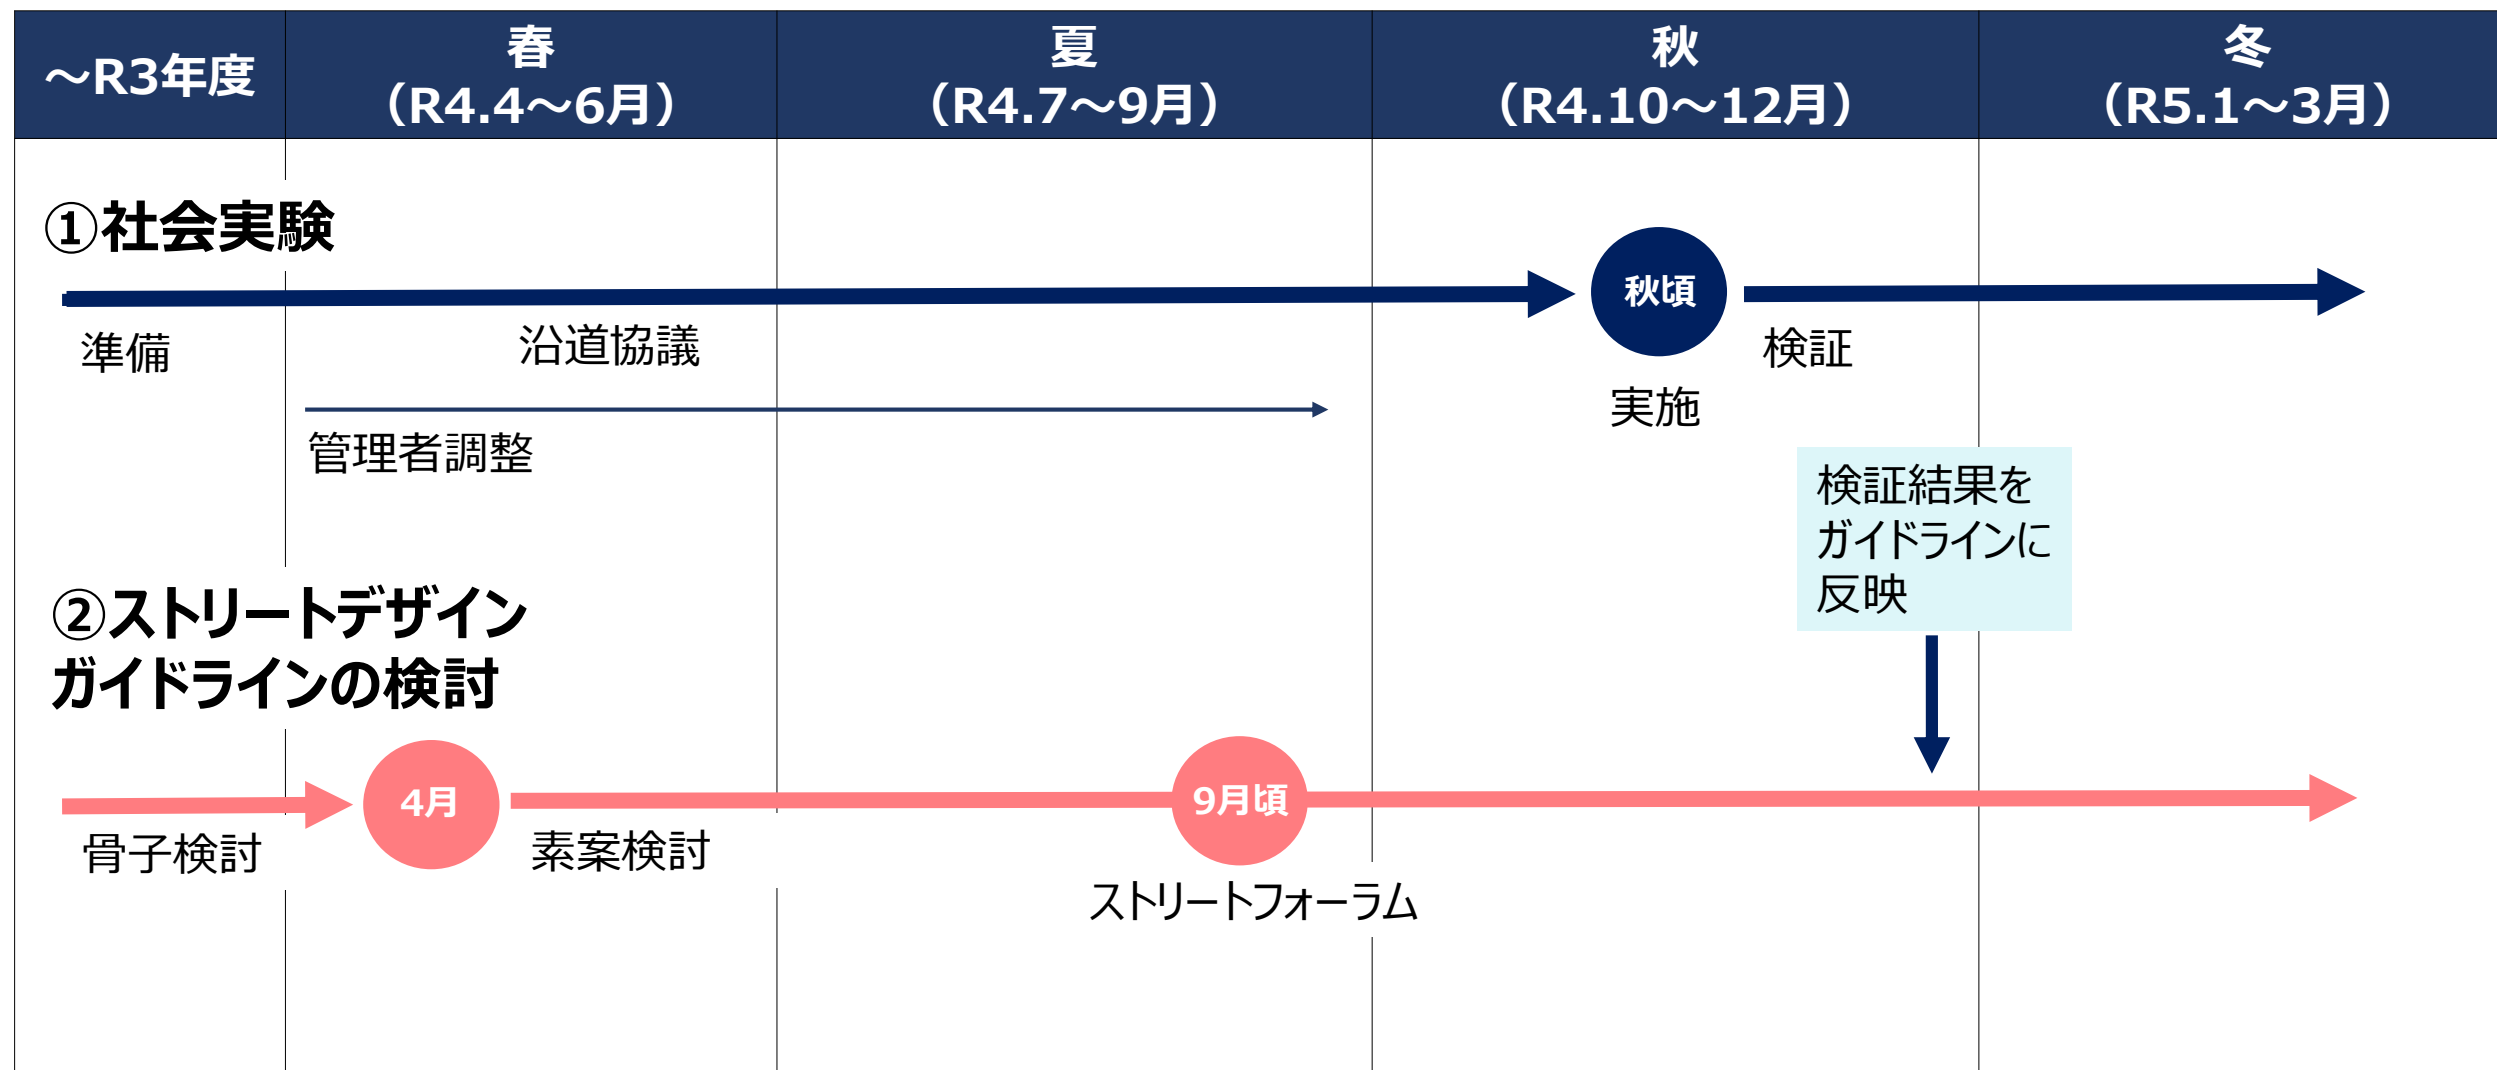 ～R3年度
春
（R4.4～6月）
夏
（R4.7～9月）
秋
（R4.10～12月）
冬
（R5.1～3月）
①社会実験
秋頃
準備
沿道協議
検証
実施
管理者調整
検証結果を
ガイドラインに
反映
②ストリートデザイン
ガイドラインの検討
4月
9月頃
骨子検討
素案検討
ストリートフォーラム